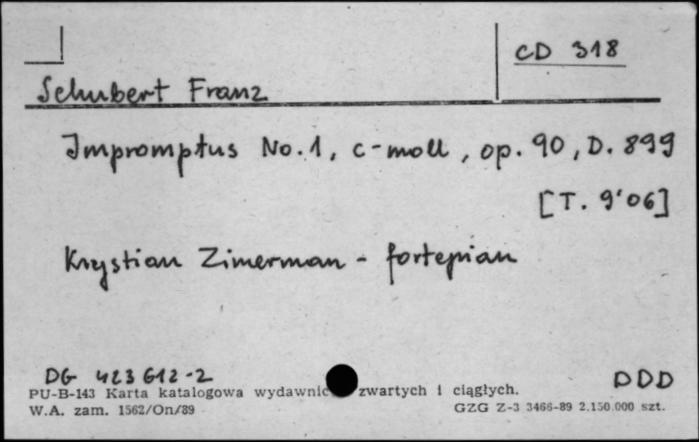 CD 318
Schubert Franz
Impromptus No. 1, c-moll, op. 90, D. 899
[T. 9'06]
Krystian Zimerman - fortepian
DG 423 612-2 DDD
PU-B-143 Karta katalogowa wydawnic zwartych i ciągłych.
W.A. zam. 1562/On/89 GZG Z-3 3466-89 2.150.000 szt.